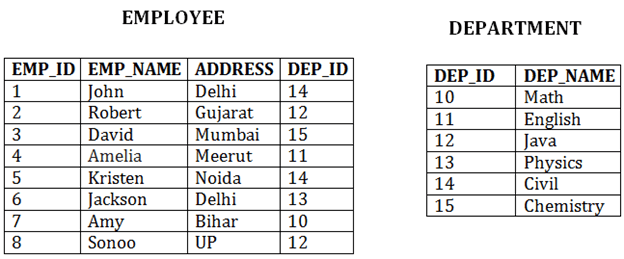 EMPLOYEE
EMP_ID EMP_NAME ADDRESS DEP_ID
1 John Delhi 14
2 Robert Gujarat 12
3 David Mumbai 15
4 Amelia Meerut 11
5 Kristen Noida 14
6 Jackson Delhi 13
7 Amy Bihar 10
8 Sonoo UP 12
DEPARTMENT
DEP_ID DEP_NAME
10 Math
11 English
12 Java
13 Physics
14 Civil
15 Chemistry